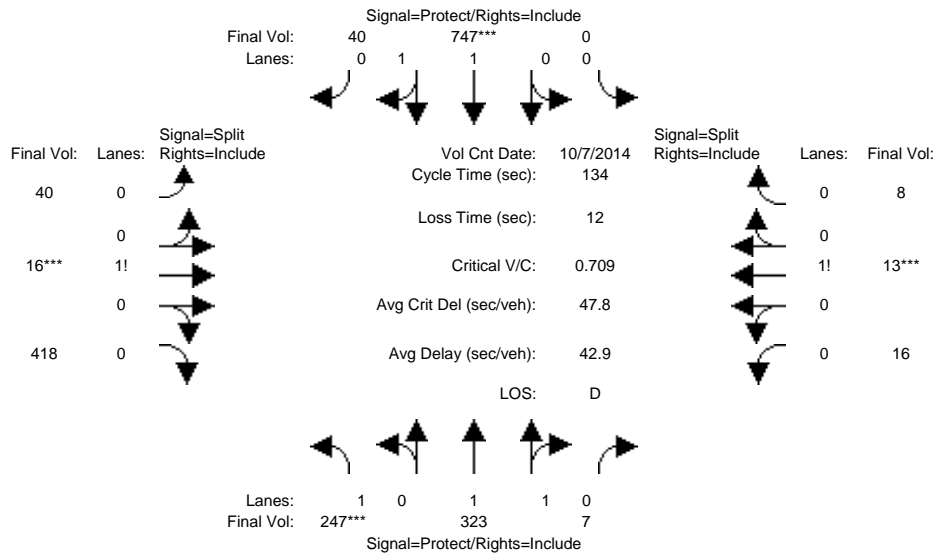 Signal=Protect/Rights=Include
Final Vol: 40 747*** 0
Lanes: 0 1 1 0 0
Signal=Split Signal=Split
Final Vol: Lanes: Rights=Include Vol Cnt Date: 10/7/2014 Rights=Include Lanes: Final Vol:
Cycle Time (sec): 134
40 0 0 8
Loss Time (sec): 12
0 0
16*** 1! Critical V/C: 0.709 1! 13***
0 Avg Crit Del (sec/veh): 47.8 0
418 0 Avg Delay (sec/veh): 42.9 0 16
LOS: D
Lanes: 1 0 1 1 0
Final Vol: 247*** 323 7
Signal=Protect/Rights=Include